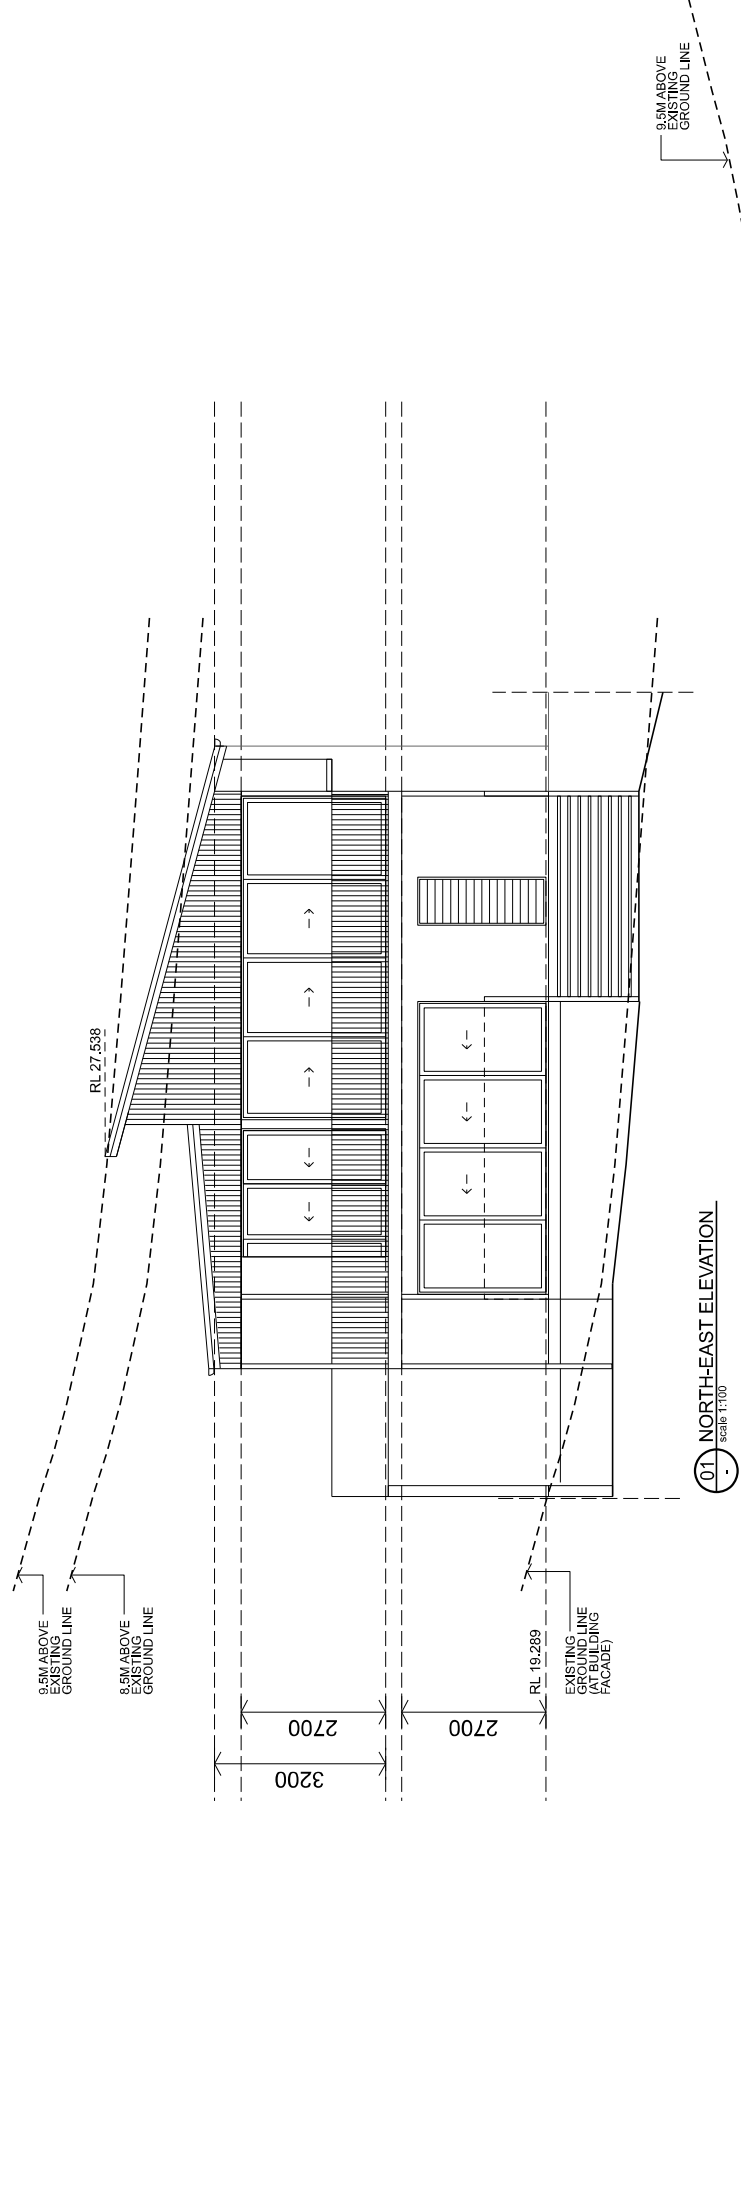 9.5M ABOVE
EXISTING
GROUND LINE
8.5M ABOVE
EXISTING
GROUND LINE
RL 27.538
9.5M ABOVE
EXISTING
GROUND LINE
3200
2700
2700
RL 19.289
EXISTING
GROUND LINE
(AT BUILDING
FACADE)
01
-
NORTH-EAST ELEVATION
scale 1:100